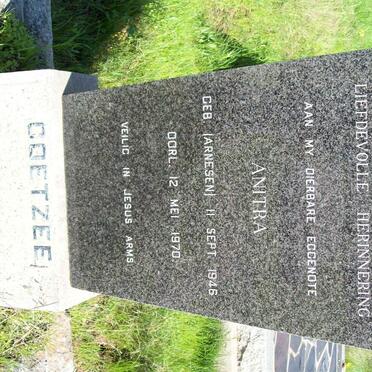 LIEFDEVOLLE HERINNERING
AAN MY DIERBARE EGGENOTE
ANITRA
GEB. (ARNESEN) 11 SEPT. 1946
OORL. 12 MEI 1970.
VEILIG IN JESUS ARMS.
COETZEE